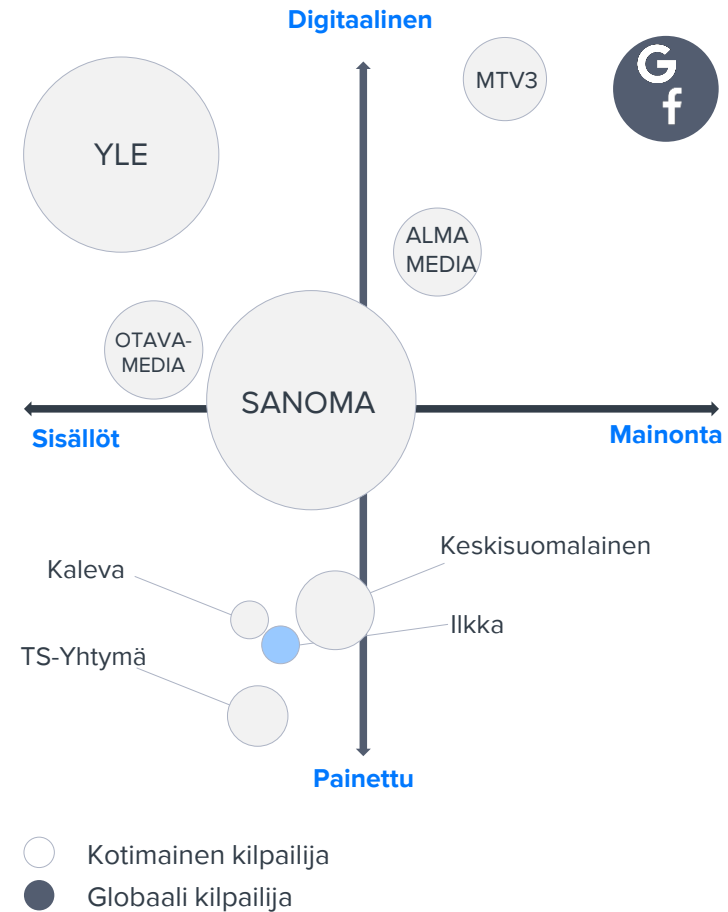 Digitaalinen
MTV3
G
f
YLE
ALMA
MEDIA
OTAVA-
MEDIA
SANOMA
Sisällöt
Mainonta
Keskisuomalainen
Kaleva
Ilkka
TS-Yhtymä
Painettu
Kotimainen kilpailija
Globaali kilpailija